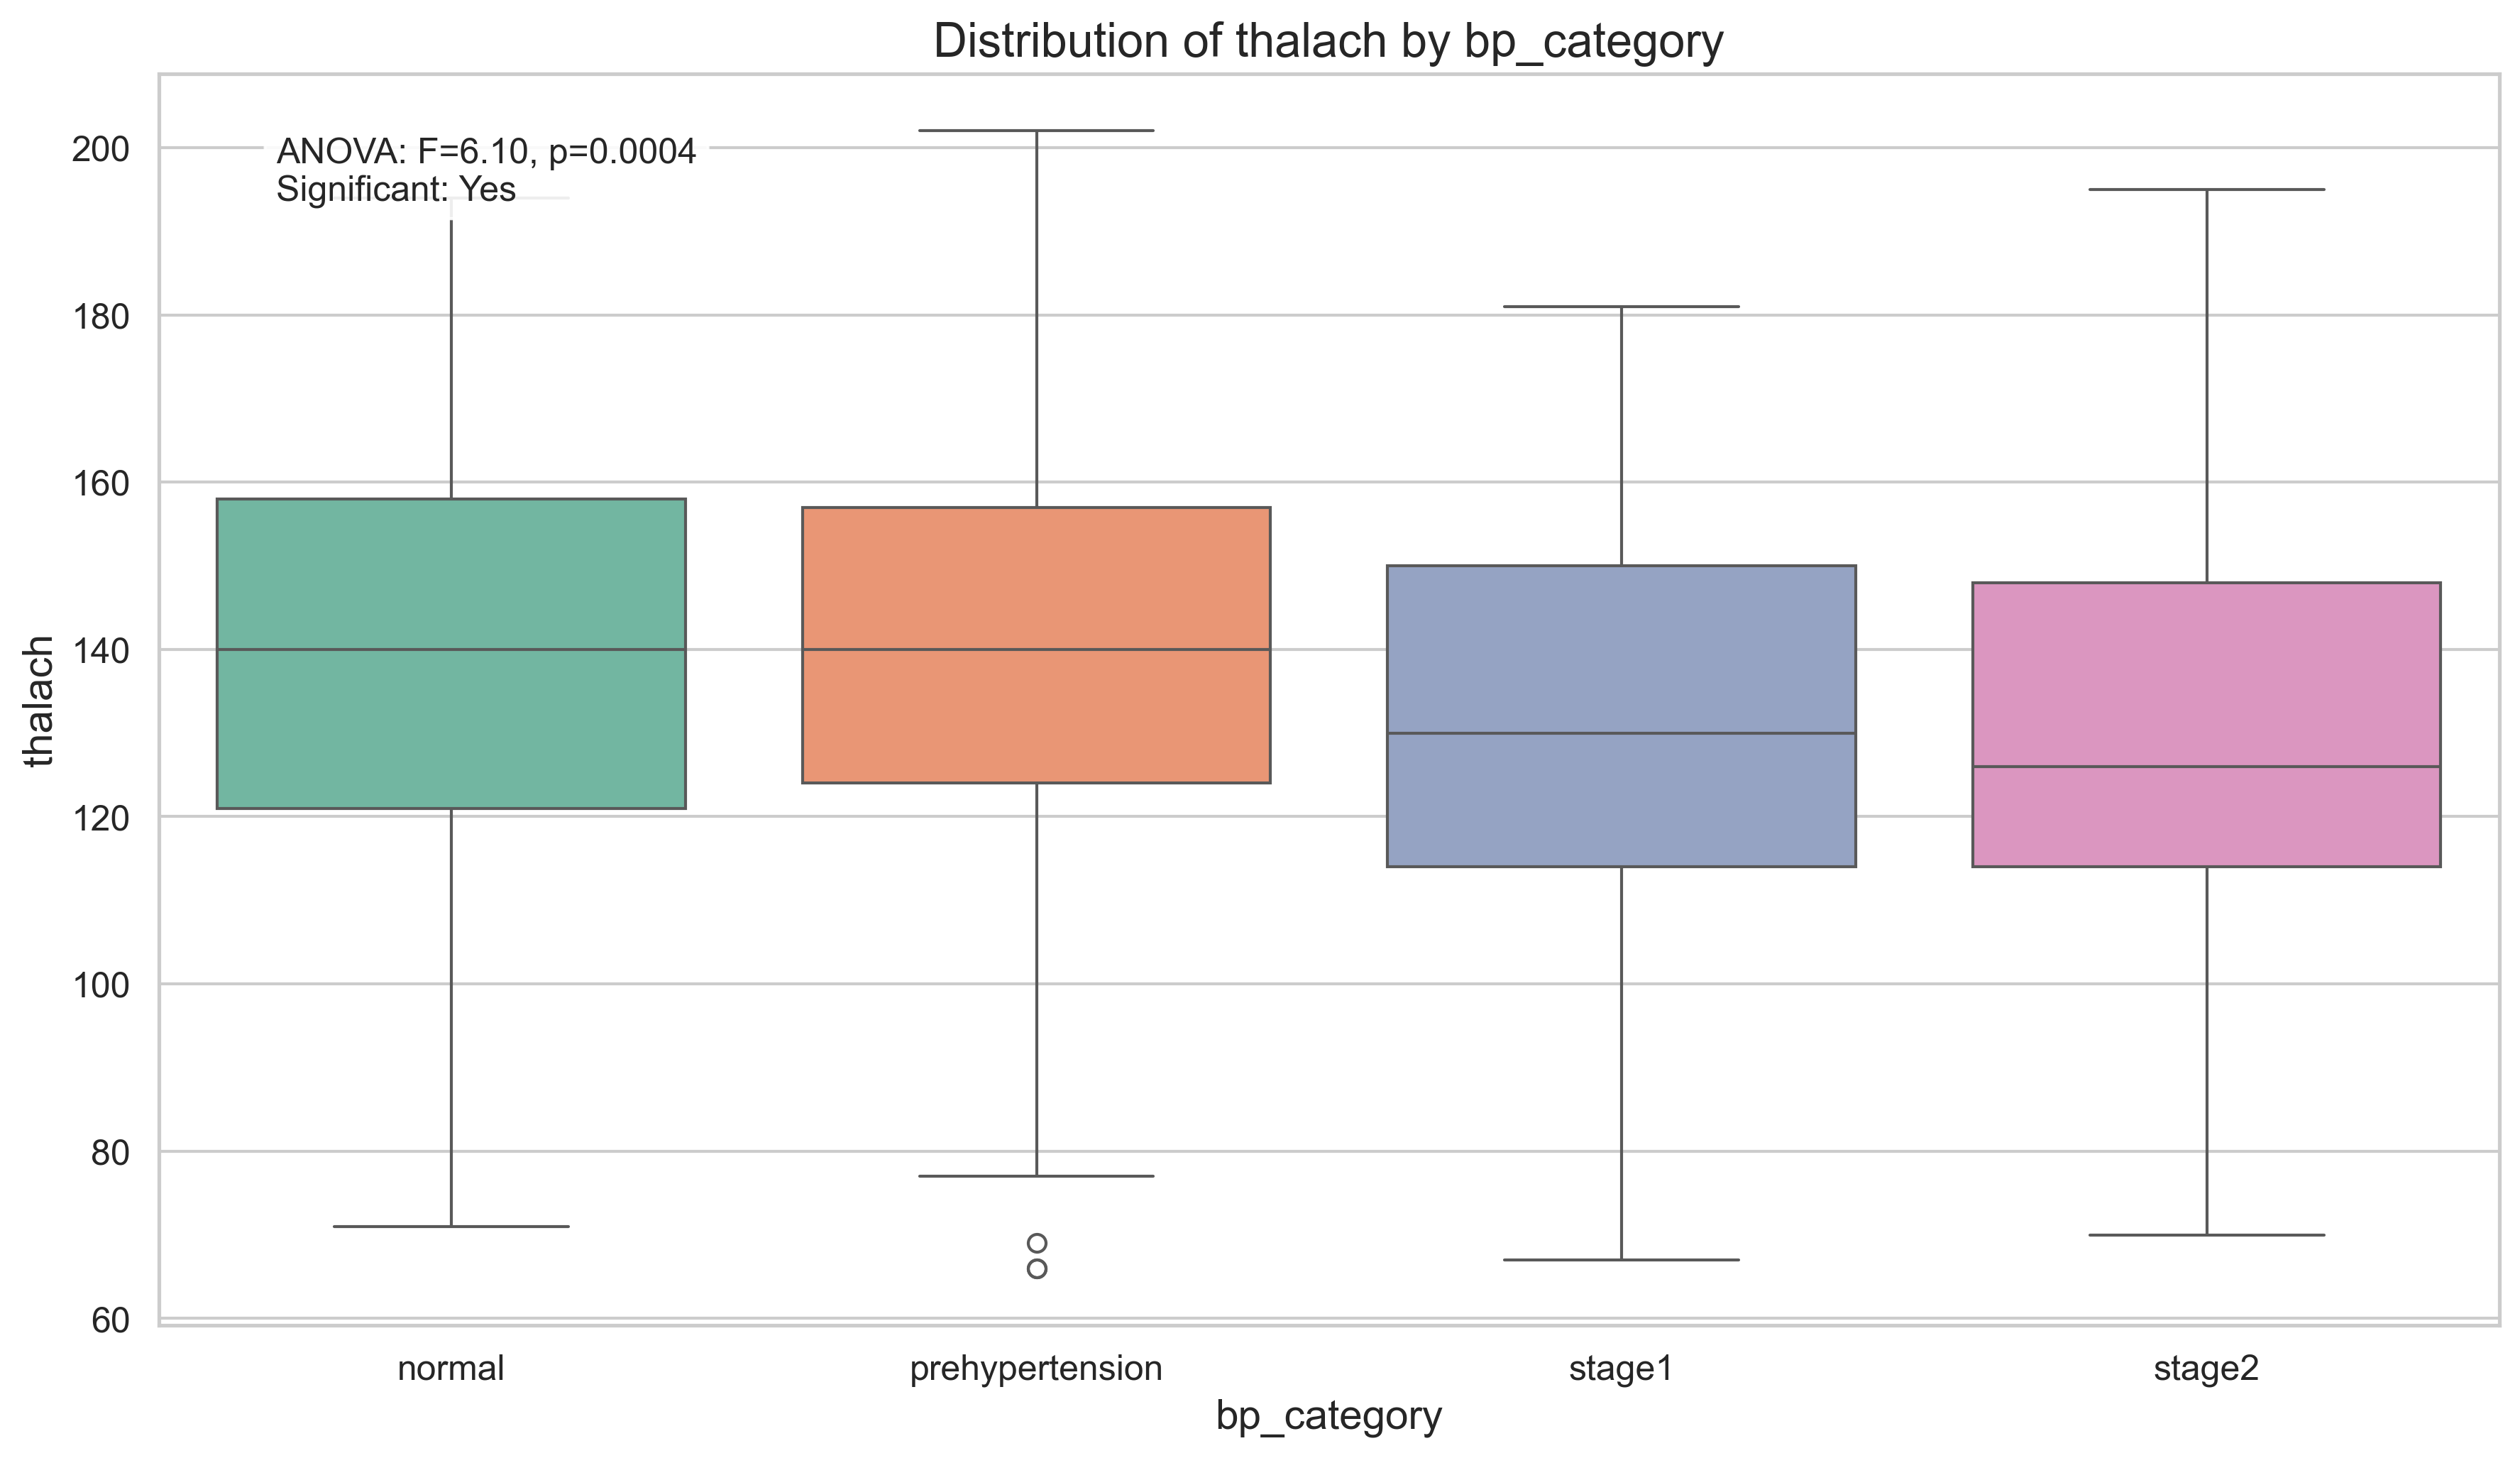 Distribution of thalach by bp_category
ANOVA: F=6.10, p=0.0004
Significant: Yes
thalach
200
180
160
140
120
100
80
60
normal
prehypertension
stage1
stage2
bp_category